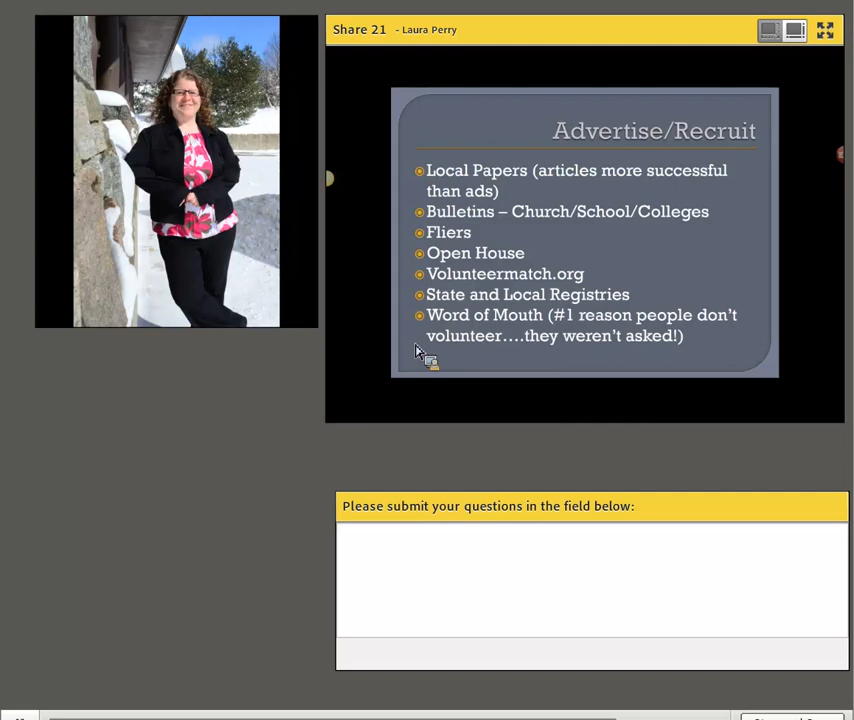 Share 21 - Laura Perry
Advertise/Recruit
Local Papers (articles more successful
than ads)
Bulletins – Church/School/Colleges
Fliers
Open House
Volunteermatch.org
State and Local Registries
Word of Mouth (#1 reason people don't
volunteer....they weren't asked!)
Please submit your questions in the field below: